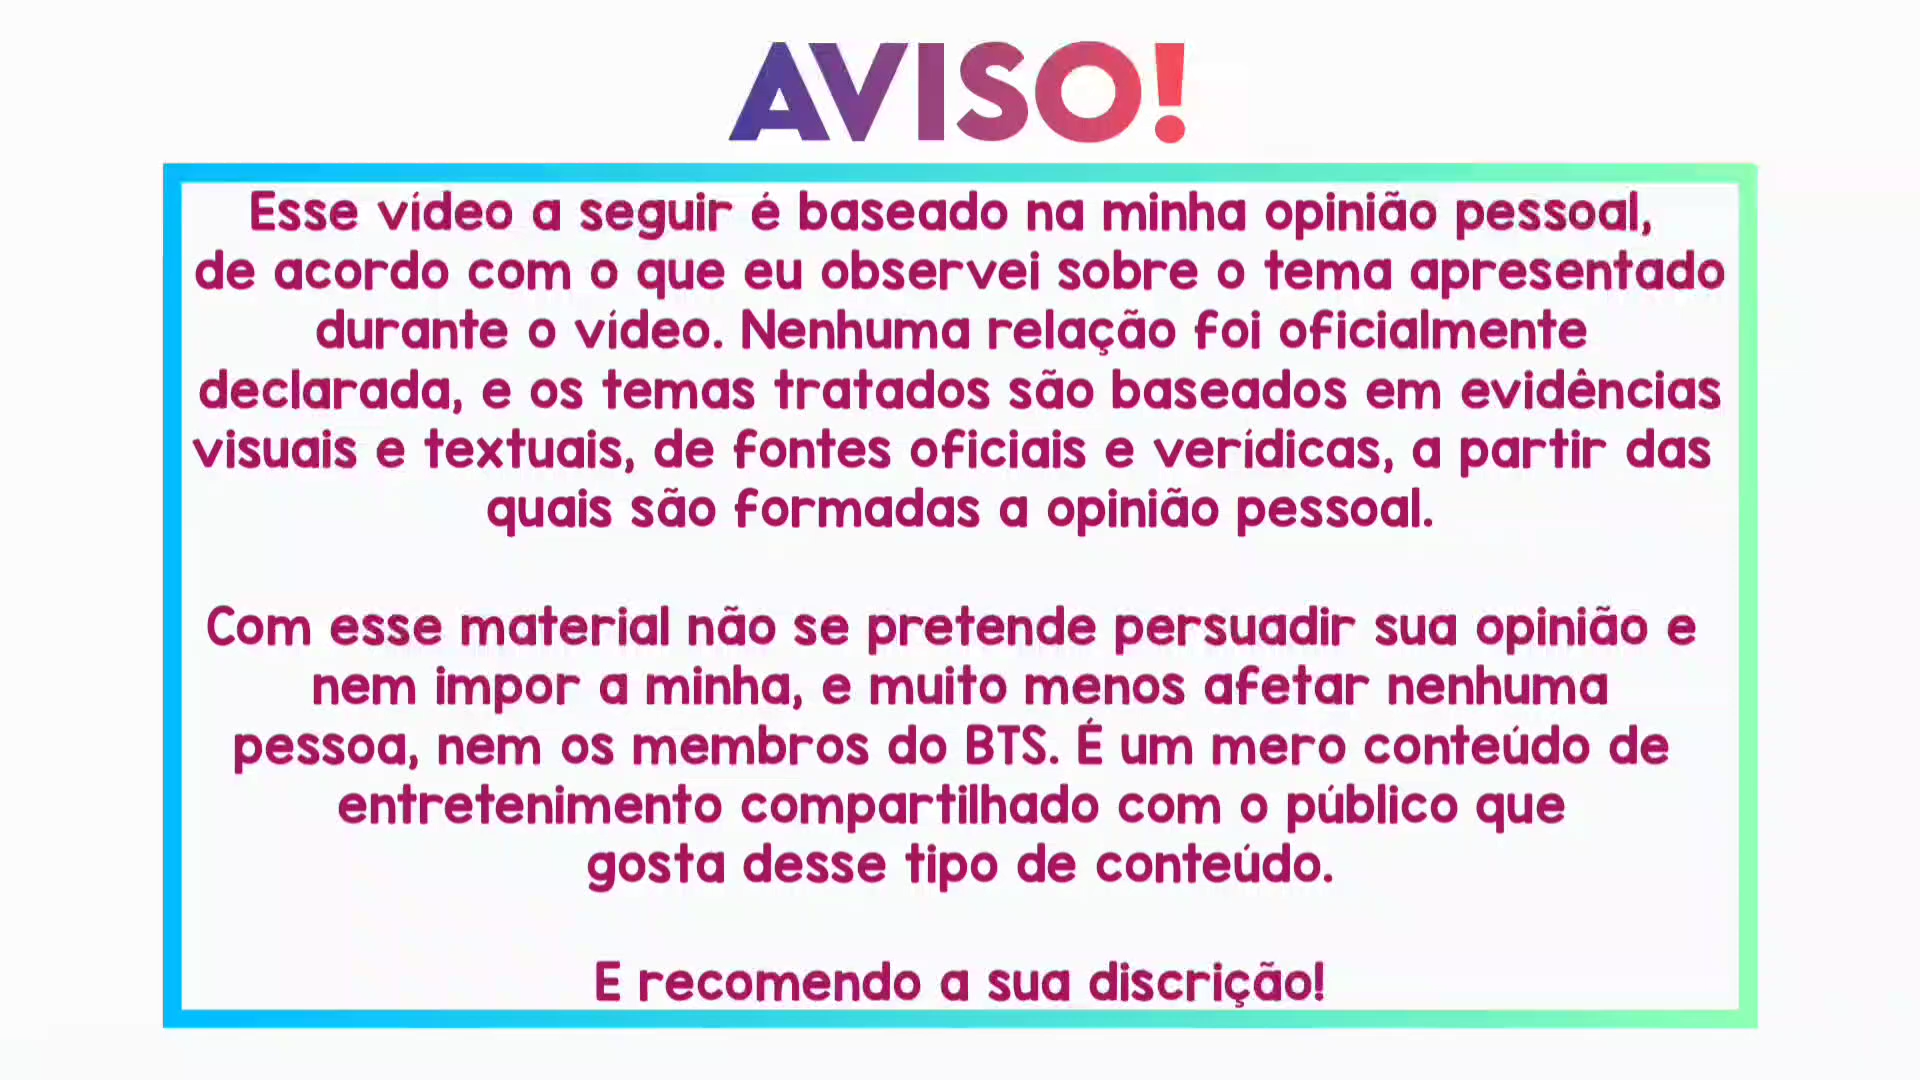 AVISO!
Esse vídeo a seguir é baseado na minha opinião pessoal,
de acordo com o que eu observei sobre o tema apresentado
durante o vídeo. Nenhuma relação foi oficialmente
declarada, e os temas tratados são baseados em evidências
visuais e textuais, de fontes oficiais e verídicas, a partir das
quais são formadas a opinião pessoal.
Com esse material não se pretende persuadir sua opinião e
nem impor a minha, e muito menos afetar nenhuma
pessoa, nem os membros do BTS. É um mero conteúdo de
entretenimento compartilhado com o público que
gosta desse tipo de conteúdo.
E recomendo a sua discrição!